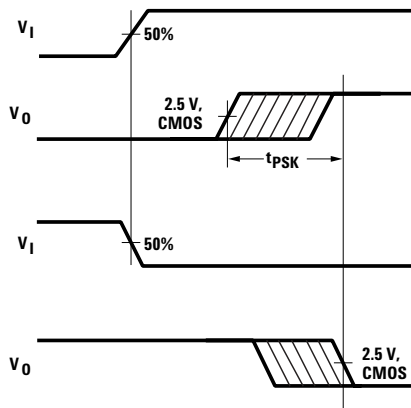 V_I
50%
V_O
2.5 V,
CMOS
t_PSK
V_I
50%
V_O
2.5 V,
CMOS